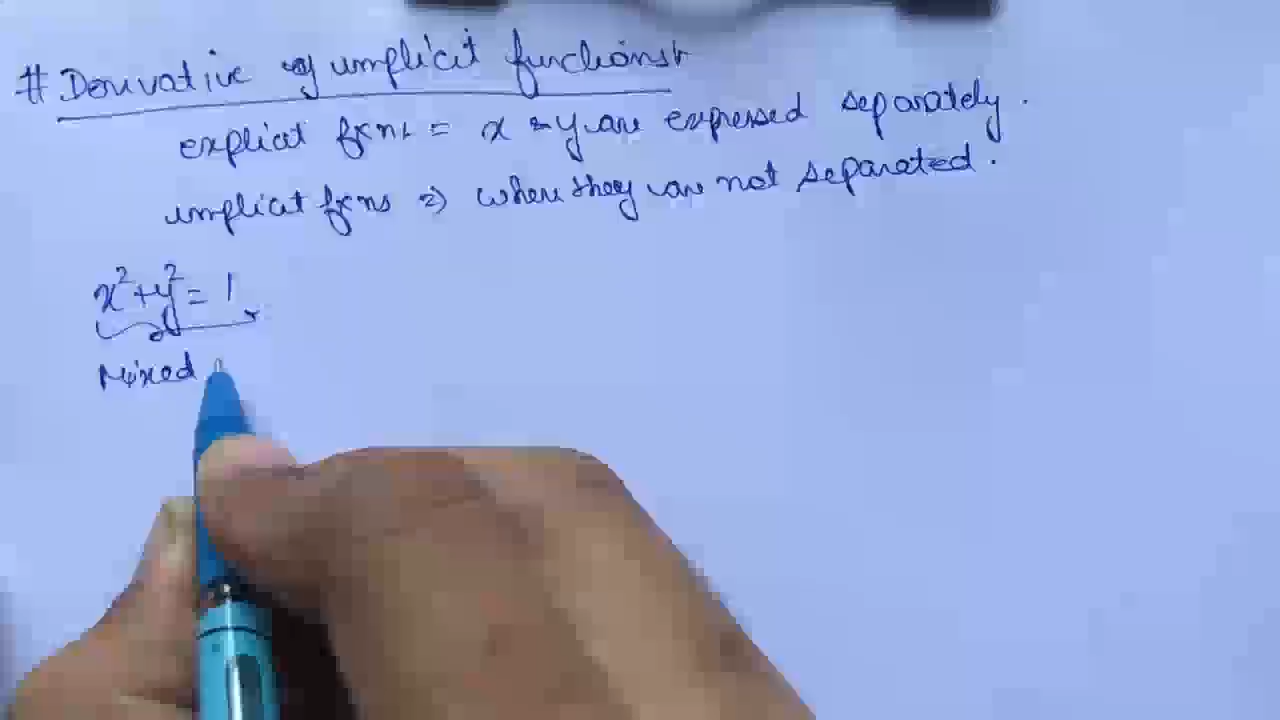 # Derivative of implicit functions
explicit fxns = x & y are expressed separately.
implicit fxns ⇒ where they are not separated.
x²+y² = 1
Mixed